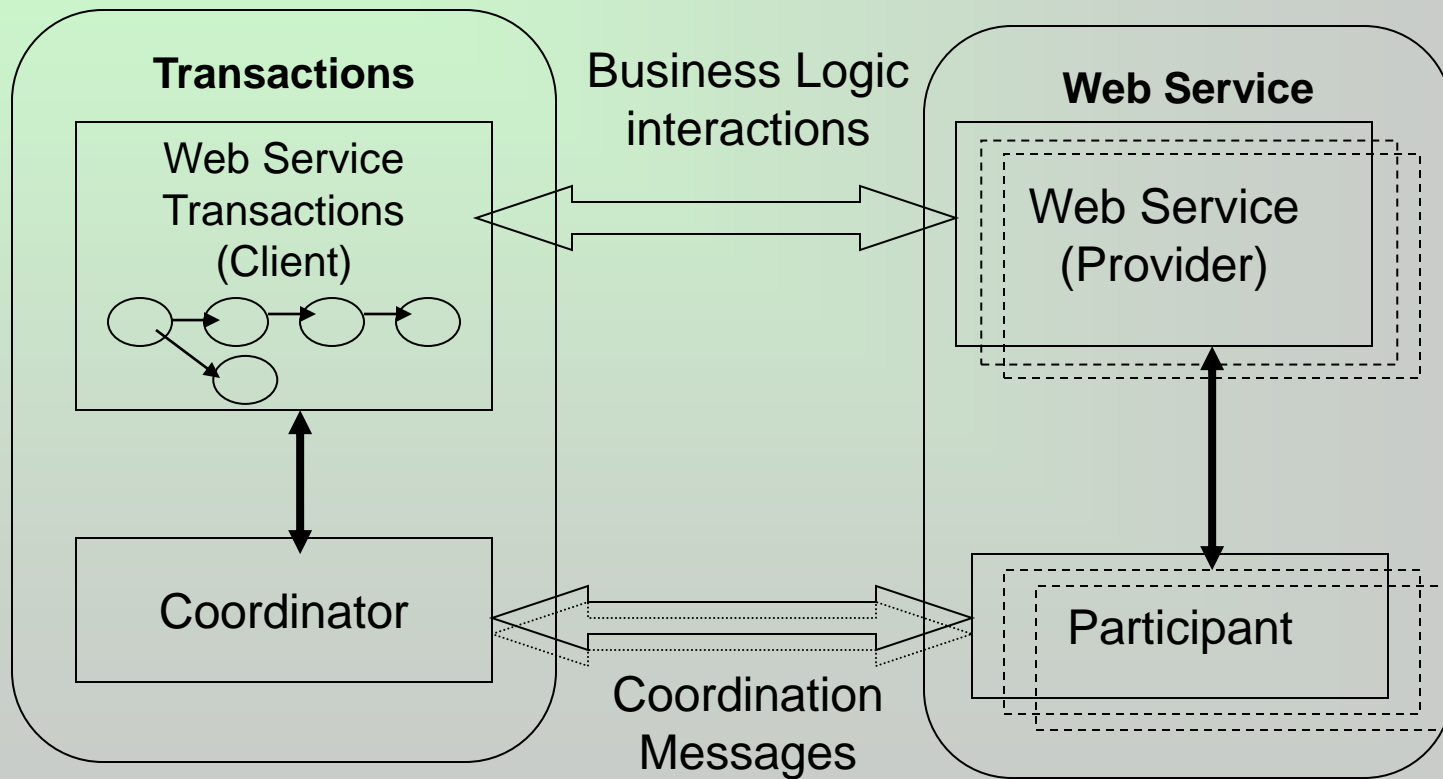 Transactions
Web Service
Transactions
(Client)
Coordinator
Business Logic
interactions
Coordination
Messages
Web Service
Web Service
(Provider)
Participant